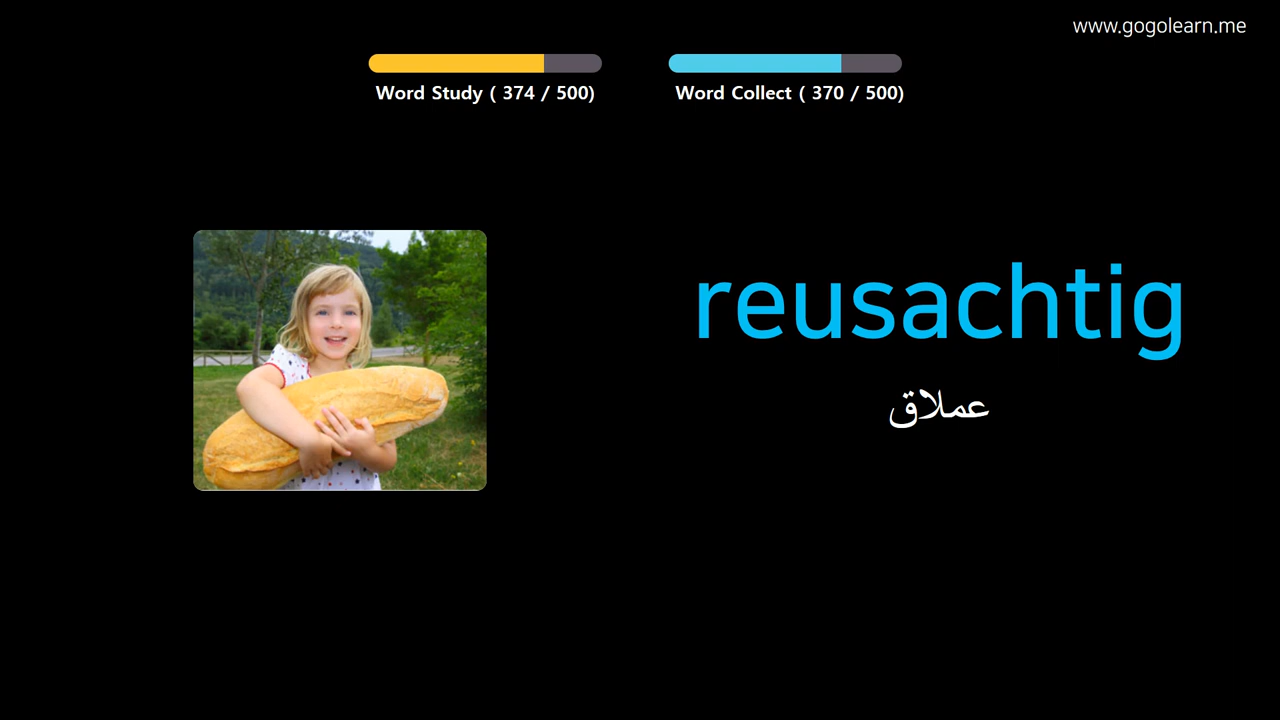 www.gogolearn.me
Word Study ( 374 / 500)
Word Collect ( 370 / 500)
reusachtig
عملاق